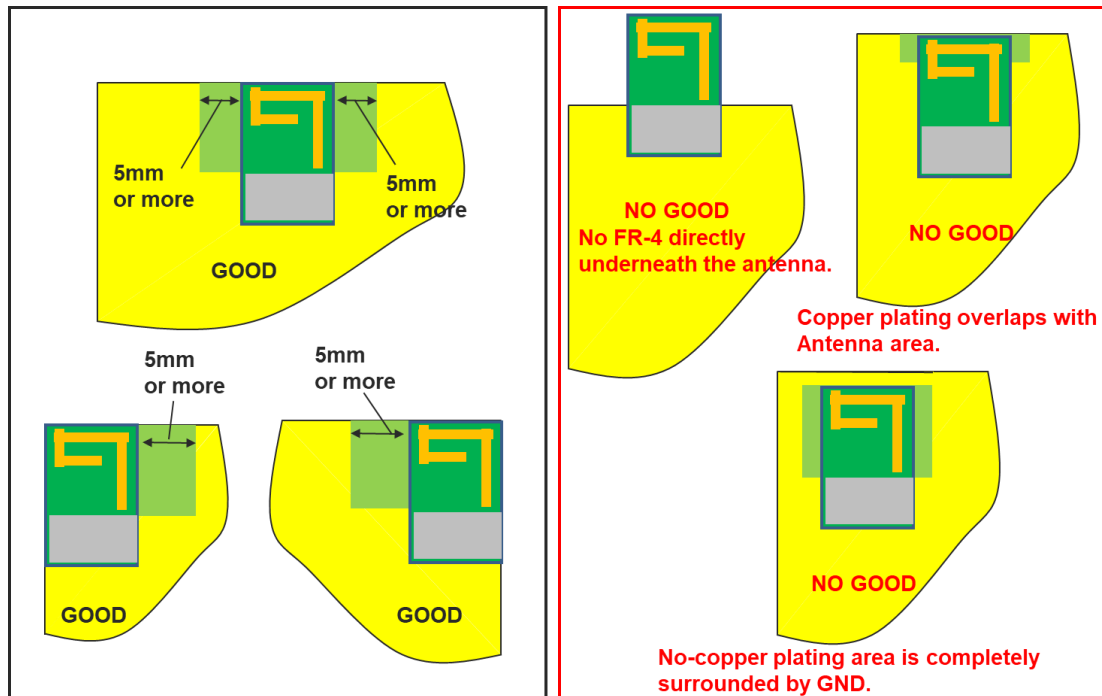 5mm
or more
5mm
or more
GOOD
5mm
or more
GOOD
5mm
or more
GOOD
NO GOOD
No FR-4 directly
underneath the antenna.
NO GOOD
Copper plating overlaps with
Antenna area.
NO GOOD
No-copper plating area is completely
surrounded by GND.